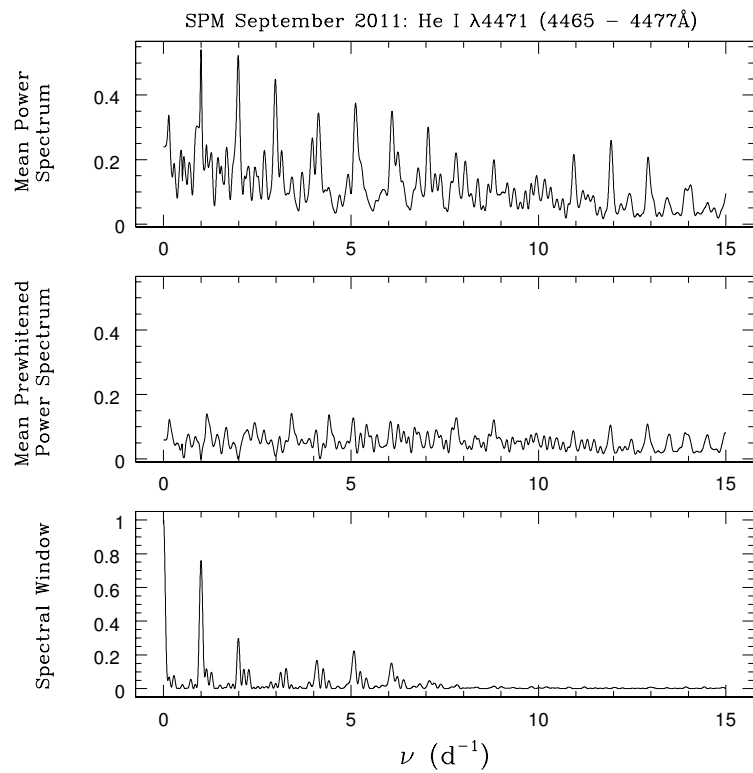 SPM September 2011: He I λ4471 (4465 − 4477Å)
Mean Power
Spectrum
0.4
0.2
0
0 5 10 15
Mean Prewhitened
Power Spectrum
0.4
0.2
0
0 5 10 15
Spectral Window
1
0.8
0.6
0.4
0.2
0
0 5 10 15
ν (d⁻¹)